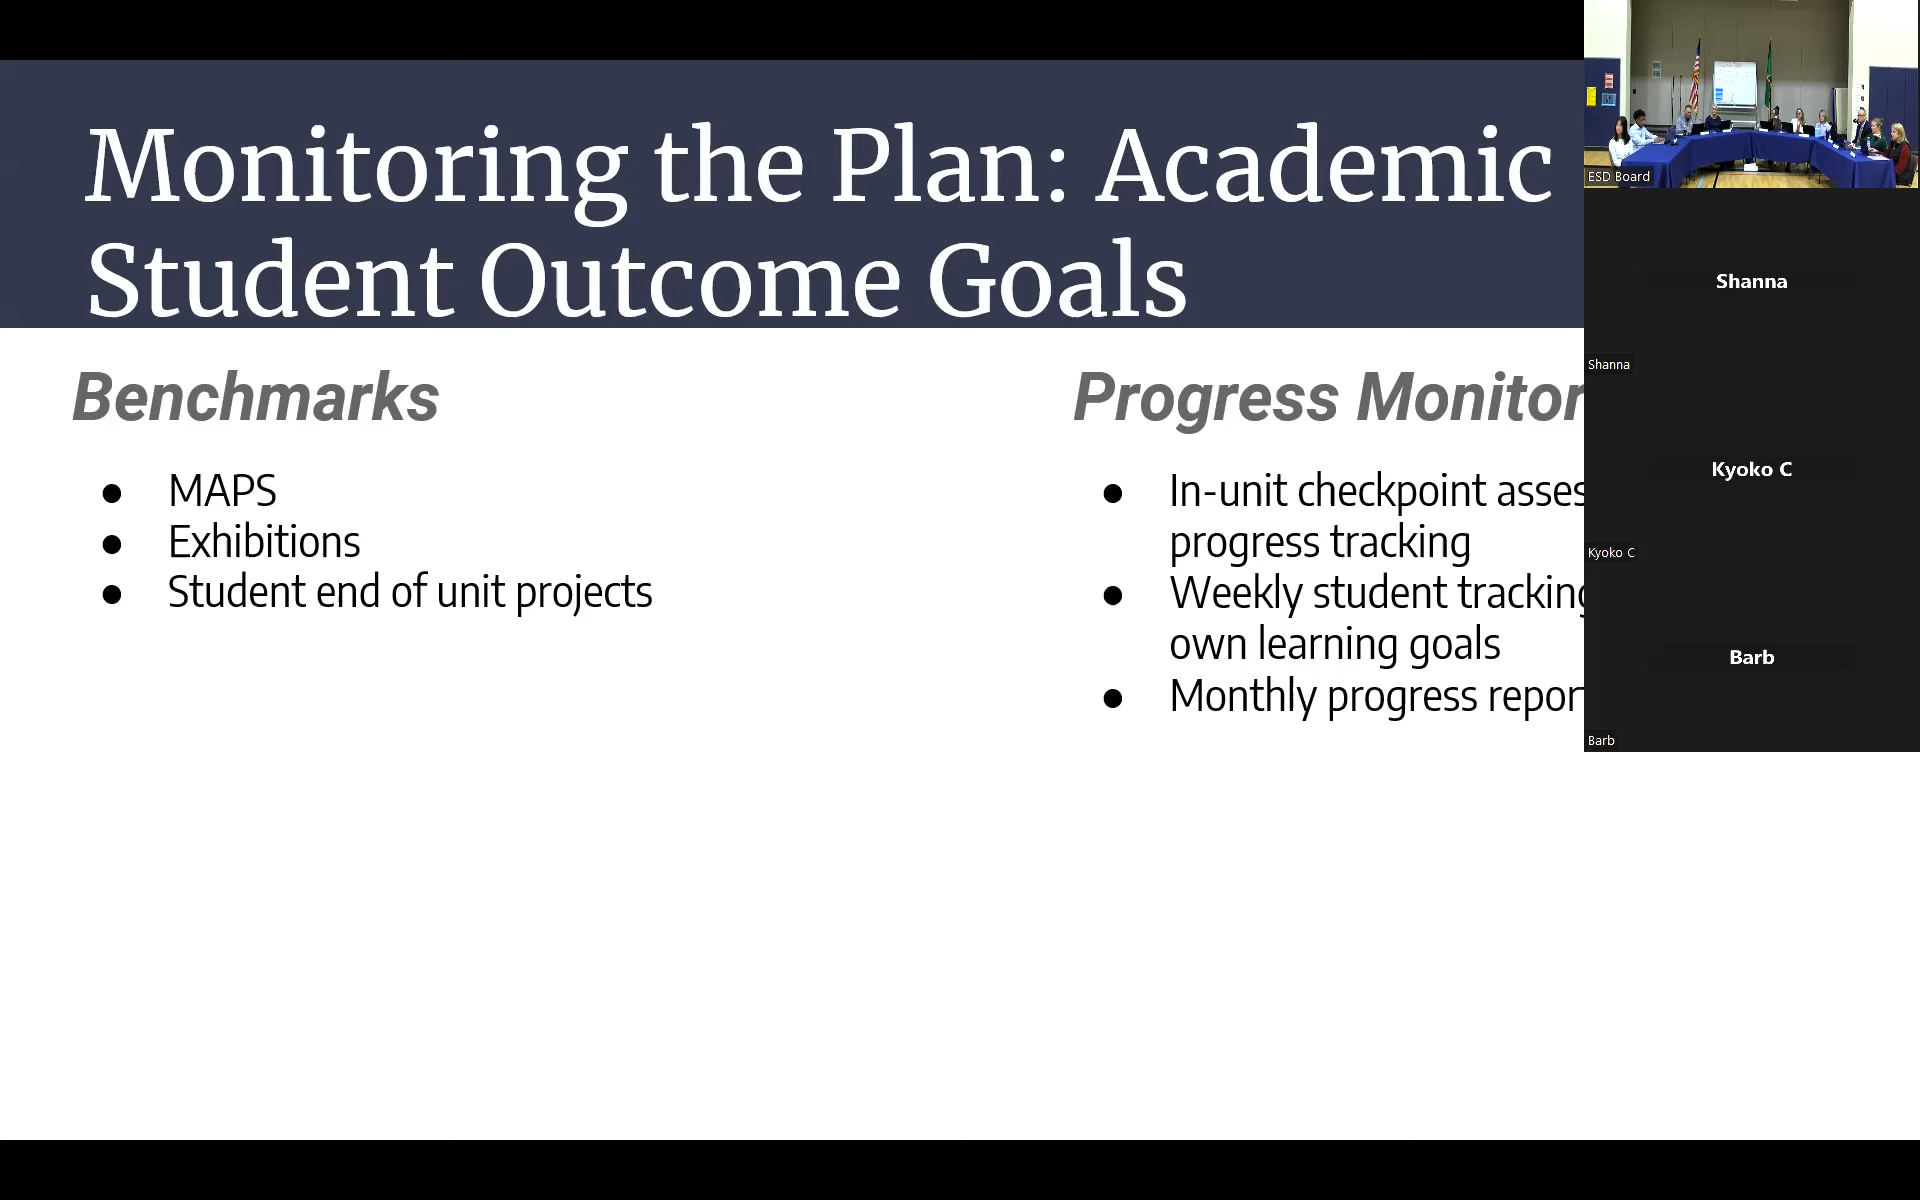 Monitoring the Plan: Academic
Student Outcome Goals
Benchmarks
● MAPS
● Exhibitions
● Student end of unit projects
Progress Monitor
● In-unit checkpoint asses
progress tracking
● Weekly student tracking
own learning goals
● Monthly progress repor
ESD Board
Shanna
Shanna
Kyoko C
Kyoko C
Barb
Barb